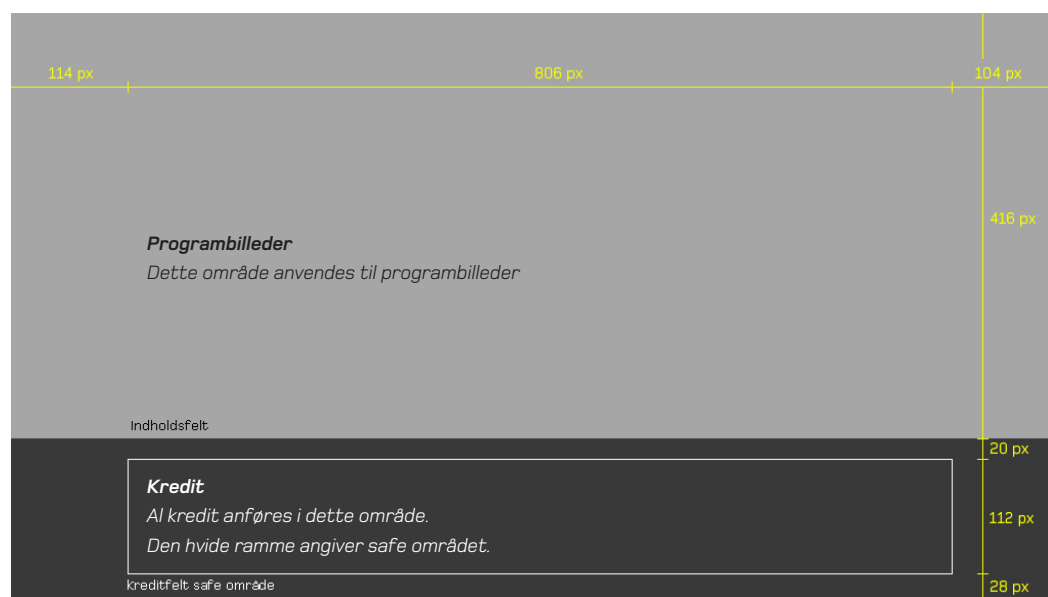 114 px
806 px
104 px
416 px
Programbilleder
Dette område anvendes til programbilleder
Indholdsfelt
20 px
Kredit
Al kredit anføres i dette område.
112 px
Den hvide ramme angiver safe området.
Kreditfelt safe område
28 px